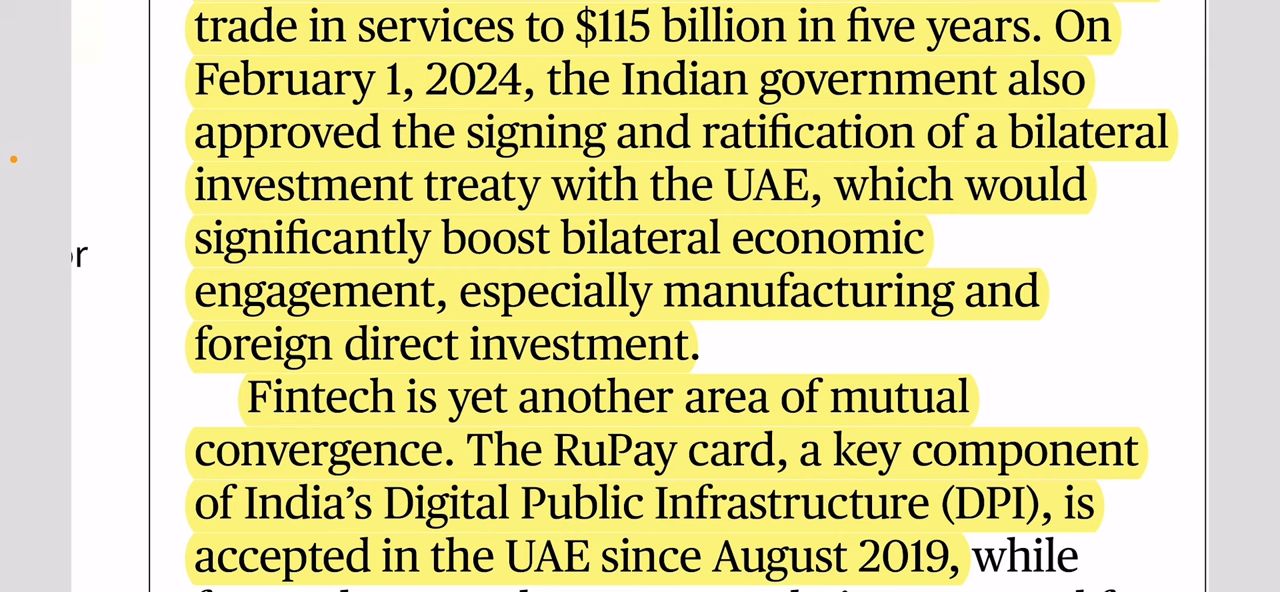 trade in services to $115 billion in five years. On
February 1, 2024, the Indian government also
approved the signing and ratification of a bilateral
investment treaty with the UAE, which would
significantly boost bilateral economic
engagement, especially manufacturing and
foreign direct investment.
Fintech is yet another area of mutual
convergence. The RuPay card, a key component
of India’s Digital Public Infrastructure (DPI), is
accepted in the UAE since August 2019, while